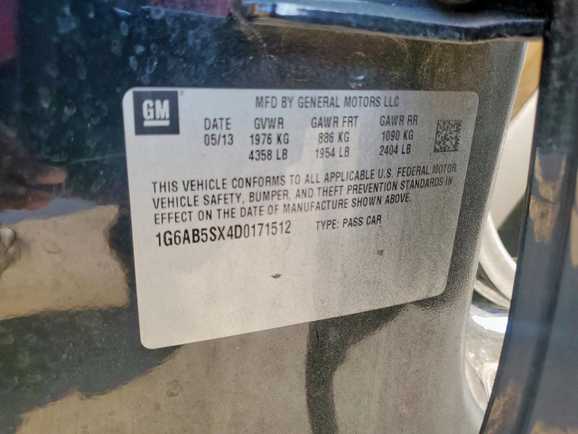 GM
MFD BY GENERAL MOTORS LLC
DATE GVWR GAWR FRT GAWR RR
05/13 1976 KG 886 KG 1090 KG
4358 LB 1954 LB 2404 LB
THIS VEHICLE CONFORMS TO ALL APPLICABLE U.S. FEDERAL MOTOR
VEHICLE SAFETY, BUMPER, AND THEFT PREVENTION STANDARDS IN
EFFECT ON THE DATE OF MANUFACTURE SHOWN ABOVE.
1G6AB5SX4D0171512 TYPE: PASS CAR